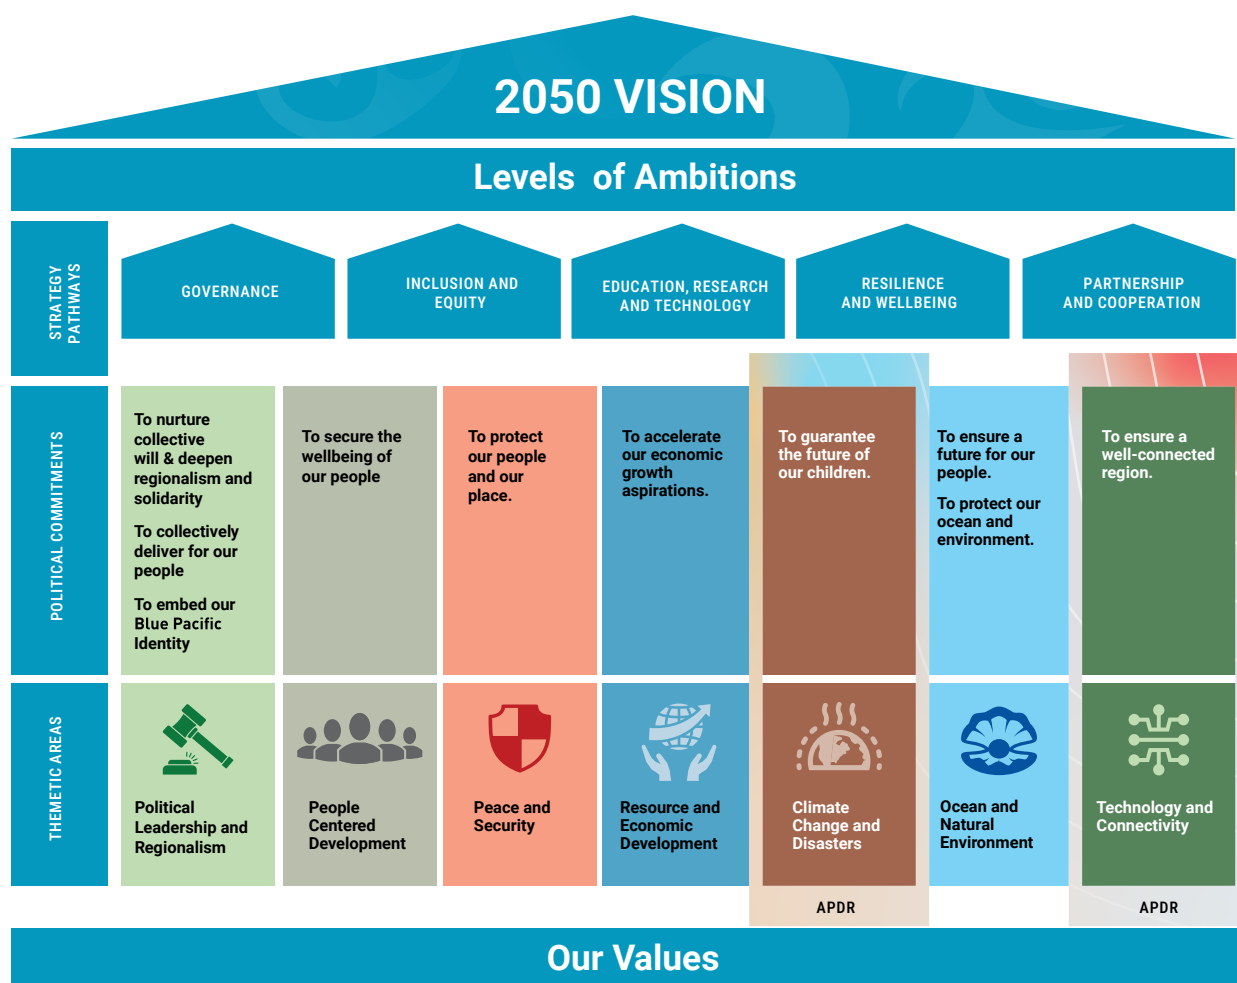 2050 VISION
Levels of Ambitions
STRATEGY
PATHWAYS
GOVERNANCE
INCLUSION AND
EQUITY
EDUCATION, RESEARCH
AND TECHNOLOGY
RESILIENCE
AND WELLBEING
PARTNERSHIP
AND COOPERATION
POLITICAL COMMITMENTS
To nurture
collective
will & deepen
regionalism and
solidarity
To collectively
deliver for our
people
To embed our
Blue Pacific
Identity
To secure the
wellbeing of
our people
To protect
our people
and our
place.
To accelerate
our economic
growth
aspirations.
To guarantee
the future of
our children.
To ensure a
future for our
people.
To protect our
ocean and
environment.
To ensure a
well-connected
region.
THEMETIC AREAS
Political
Leadership and
Regionalism
People
Centered
Development
Peace and
Security
Resource and
Economic
Development
Climate
Change and
Disasters
Ocean and
Natural
Environment
Technology and
Connectivity
APDR
APDR
Our Values